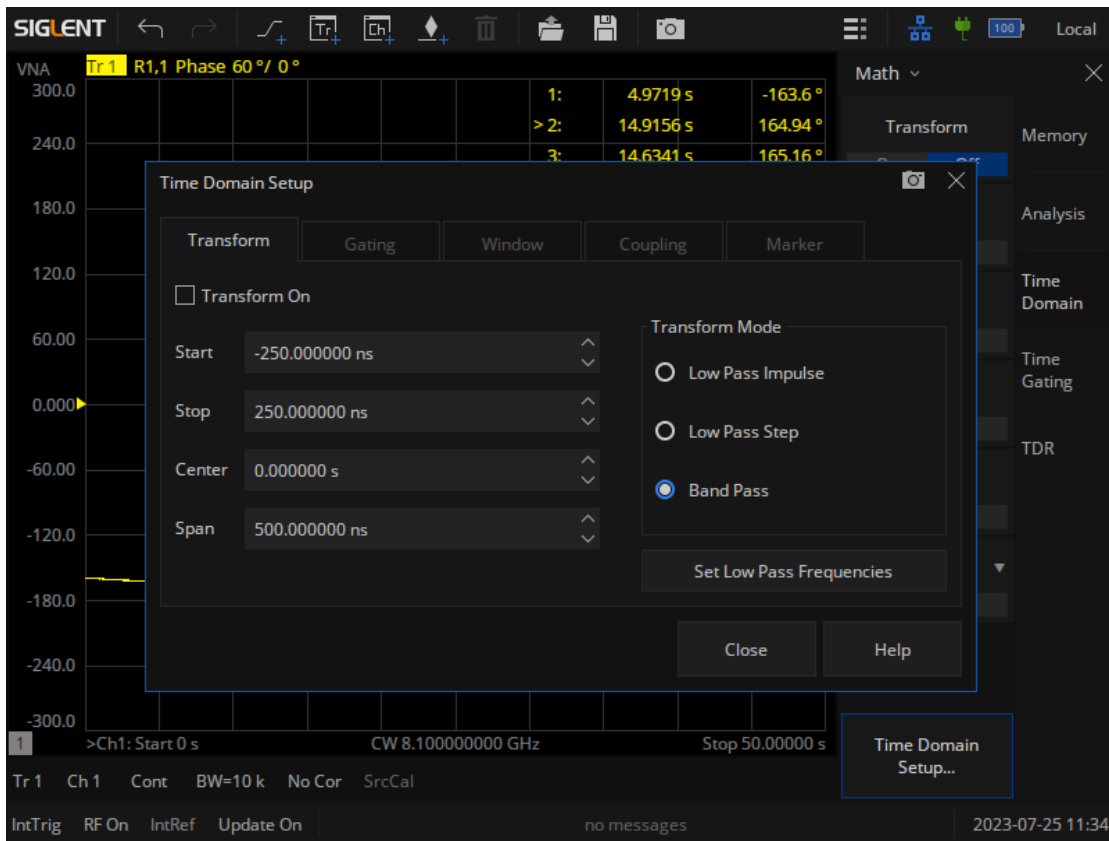 SIGLENT Tr Ch 100 Local
VNA Tr 1 R1,1 Phase 60 °/ 0 °
300.0
240.0
180.0
120.0
60.00
0.000
-60.00
-120.0
-180.0
-240.0
-300.0
1: 4.9719 s -163.6 °
> 2: 14.9156 s 164.94 °
3: 14.6341 s 165.16 °
Math
Transform
Off
Memory
Analysis
Time
Domain
Time
Gating
TDR
Time Domain Setup
Transform Gating Window Coupling Marker
Transform On
Start -250.000000 ns
Stop 250.000000 ns
Center 0.000000 s
Span 500.000000 ns
Transform Mode
Low Pass Impulse
Low Pass Step
Band Pass
Set Low Pass Frequencies
Close Help
1 >Ch1: Start 0 s CW 8.100000000 GHz Stop 50.00000 s
Time Domain
Setup...
Tr 1 Ch 1 Cont BW=10 k No Cor SrcCal
IntTrig RF On IntRef Update On no messages 2023-07-25 11:34